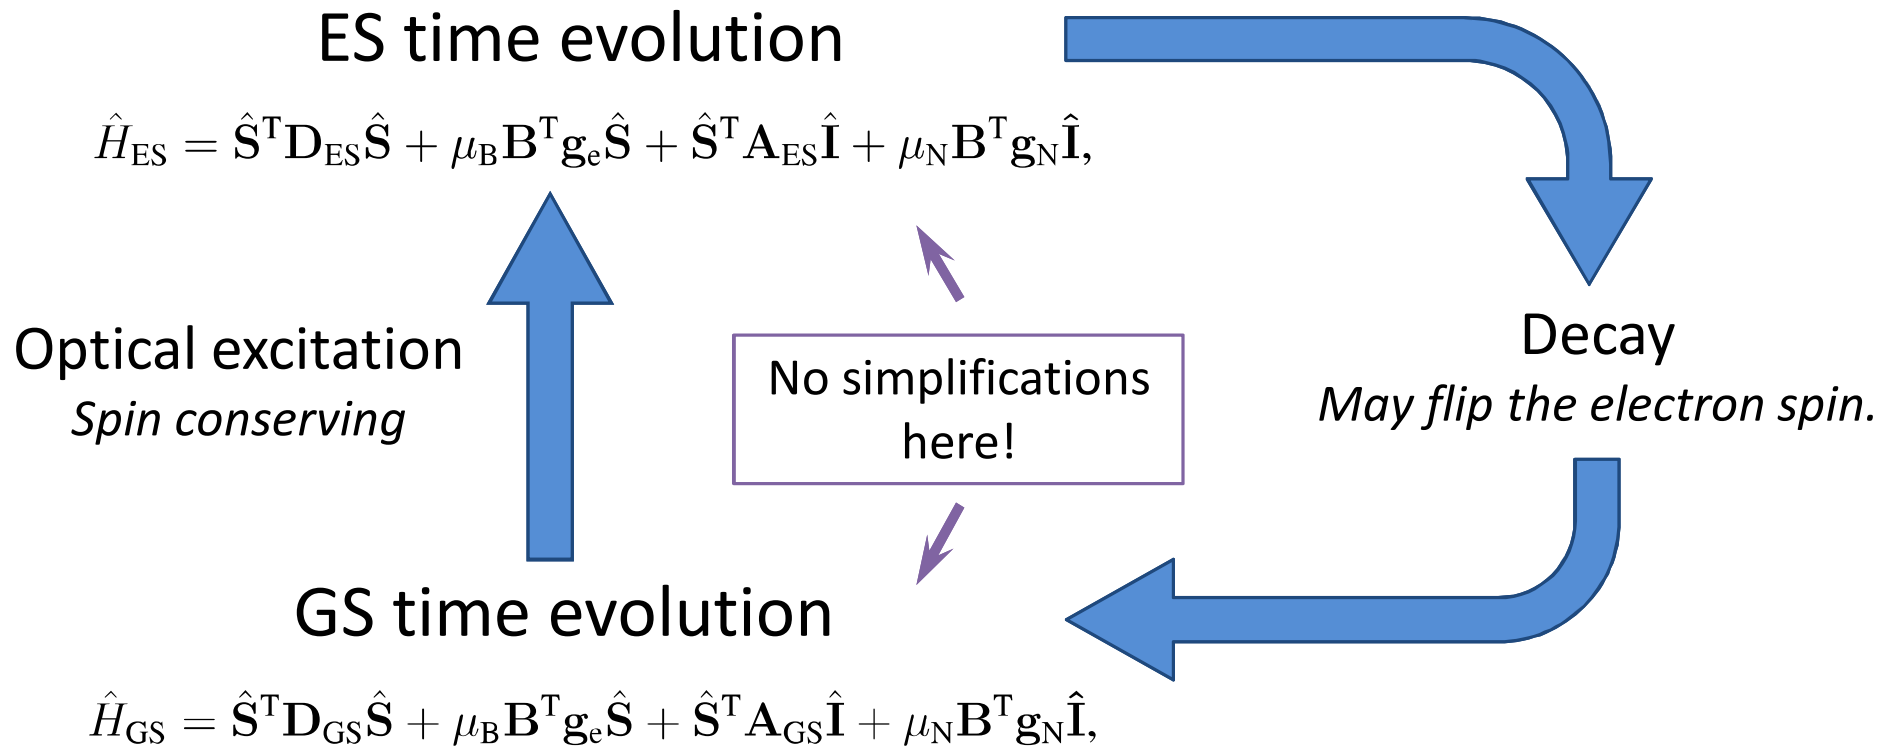 ES time evolution
Ĥ_ES = Ŝ^T D_ES Ŝ + μ_B B^T g_e Ŝ + Ŝ^T A_ES Î + μ_N B^T g_N Î,
Optical excitation
Spin conserving
No simplifications
here!
Decay
May flip the electron spin.
GS time evolution
Ĥ_GS = Ŝ^T D_GS Ŝ + μ_B B^T g_e Ŝ + Ŝ^T A_GS Î + μ_N B^T g_N Î,